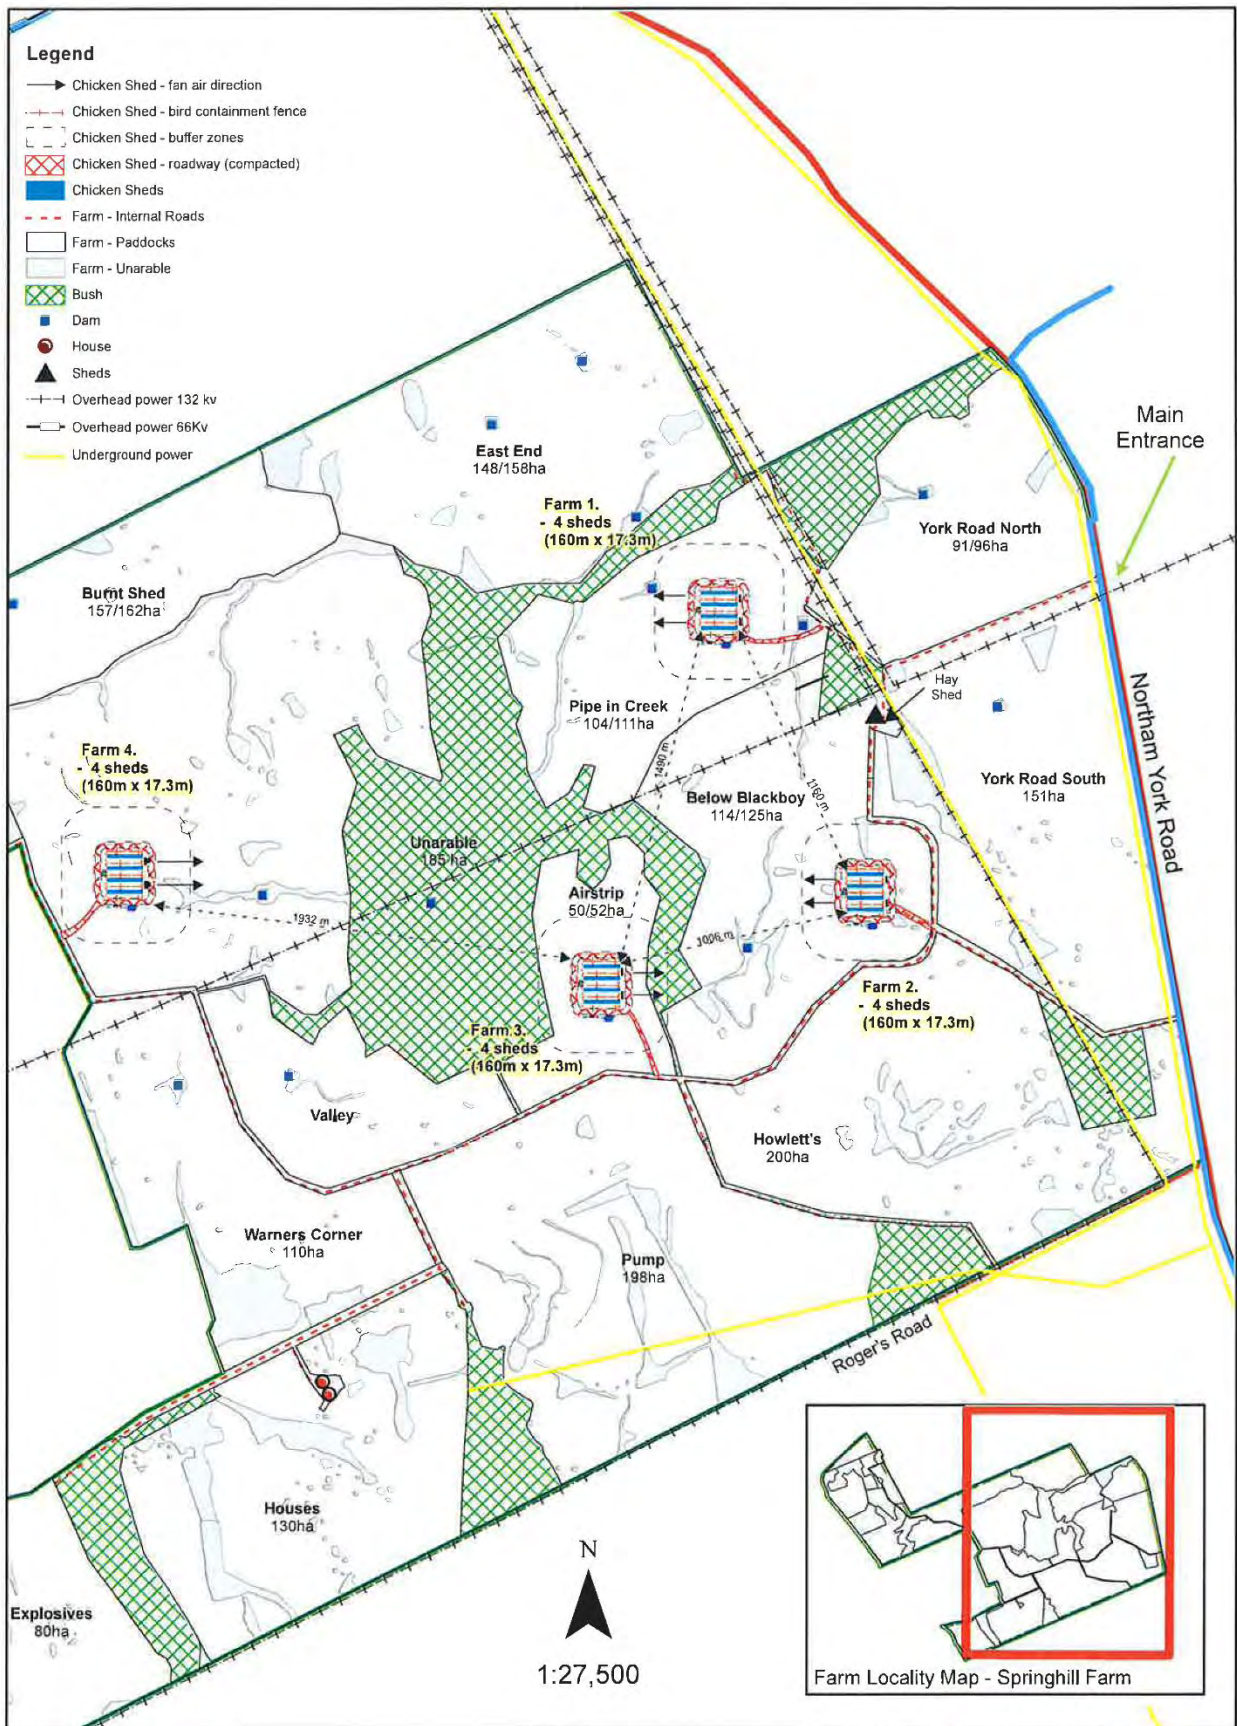 Legend
Chicken Shed - fan air direction
Chicken Shed - bird containment fence
Chicken Shed - buffer zones
Chicken Shed - roadway (compacted)
Chicken Sheds
Farm - Internal Roads
Farm - Paddocks
Farm - Unarable
Bush
Dam
House
Sheds
Overhead power 132 kv
Overhead power 66Kv
Underground power
Main
Entrance
East End
148/158ha
Farm 1.
- 4 sheds
(160m x 17.3m)
York Road North
91/96ha
Burnt Shed
157/162ha
Hay
Shed
Pipe in Creek
104/111ha
Northam York Road
Farm 4.
- 4 sheds
(160m x 17.3m)
1490 m
1160 m
York Road South
151ha
Below Blackboy
114/125ha
Unarable
185 ha
Airstrip
50/52ha
1932 m
1006 m
Farm 2.
- 4 sheds
(160m x 17.3m)
Farm 3.
- 4 sheds
(160m x 17.3m)
Valley
Howlett's
200ha
Warners Corner
110ha
Pump
198ha
Roger's Road
Houses
130ha
Explosives
80ha
N
1:27,500
Farm Locality Map - Springhill Farm